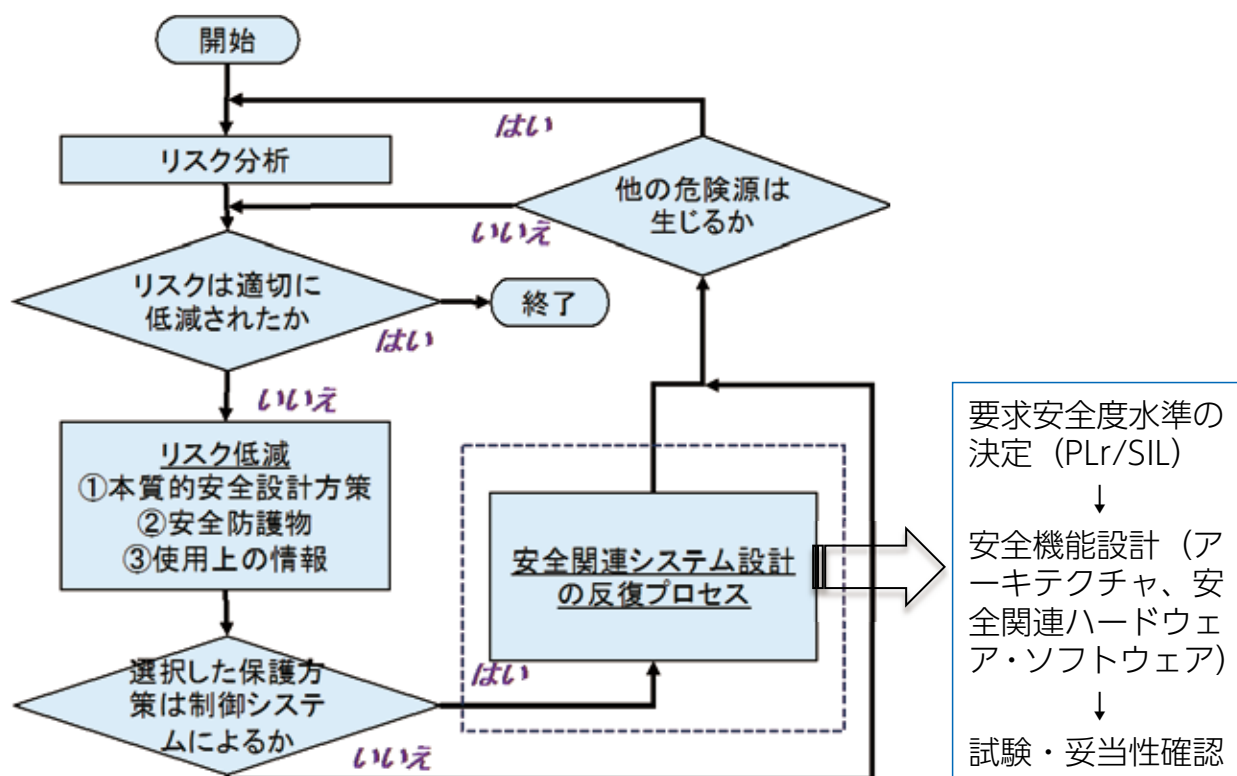 開始
はい
リスク分析
他の危険源は
生じるか
いいえ
リスクは適切に
低減されたか
終了
はい
いいえ
リスク低減
①本質的安全設計方策
②安全防護物
③使用上の情報
安全関連システム設計
の反復プロセス
はい
選択した保護方
策は制御システ
ムによるか
いいえ
要求安全度水準の
決定（PLr/SIL）
↓
安全機能設計（ア
ーキテクチャ、安
全関連ハードウェ
ア・ソフトウェア）
↓
試験・妥当性確認